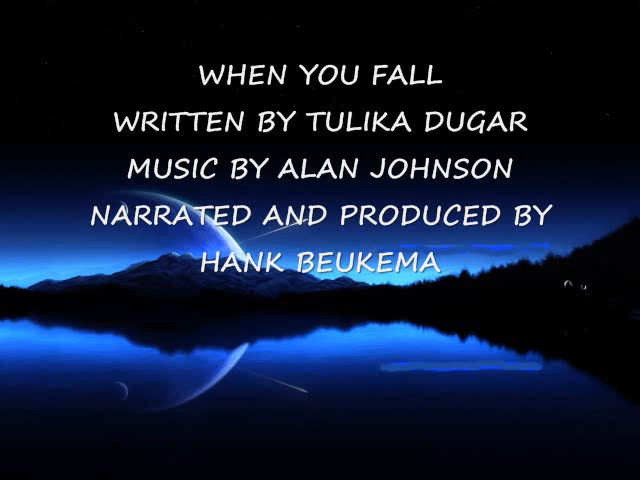 WHEN YOU FALL
WRITTEN BY TULIKA DUGAR
MUSIC BY ALAN JOHNSON
NARRATED AND PRODUCED BY
HANK BEUKEMA